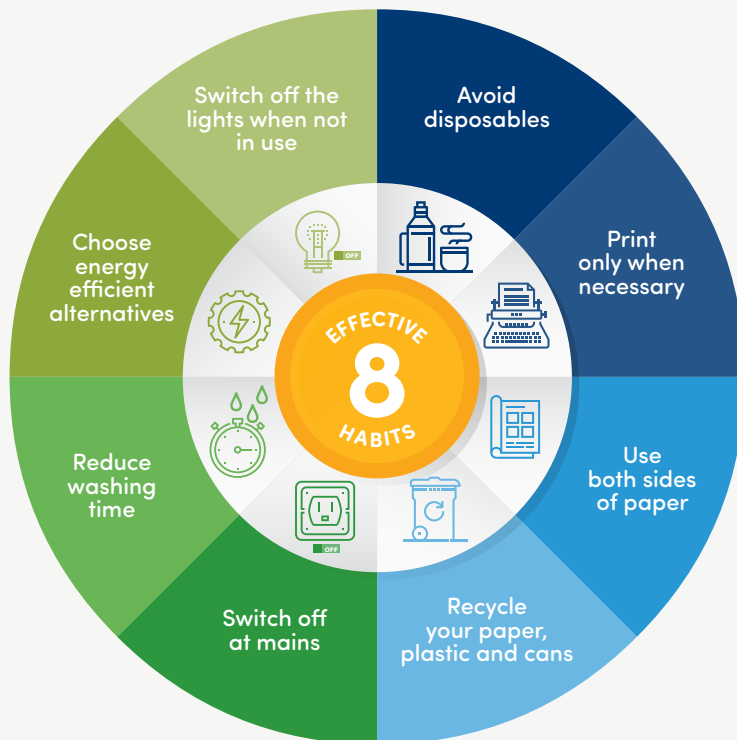 EFFECTIVE
8
HABITS
Avoid
disposables
Print
only when
necessary
Use
both sides
of paper
Recycle
your paper,
plastic and cans
Switch off
at mains
OFF
Reduce
washing
time
Choose
energy
efficient
alternatives
Switch off the
lights when not
in use
OFF